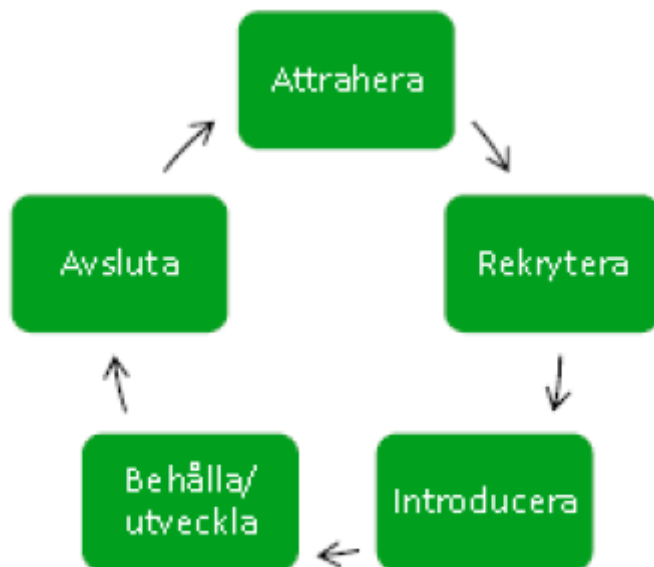 Attrahera
Rekrytera
Introducera
Behålla/
utveckla
Avsluta